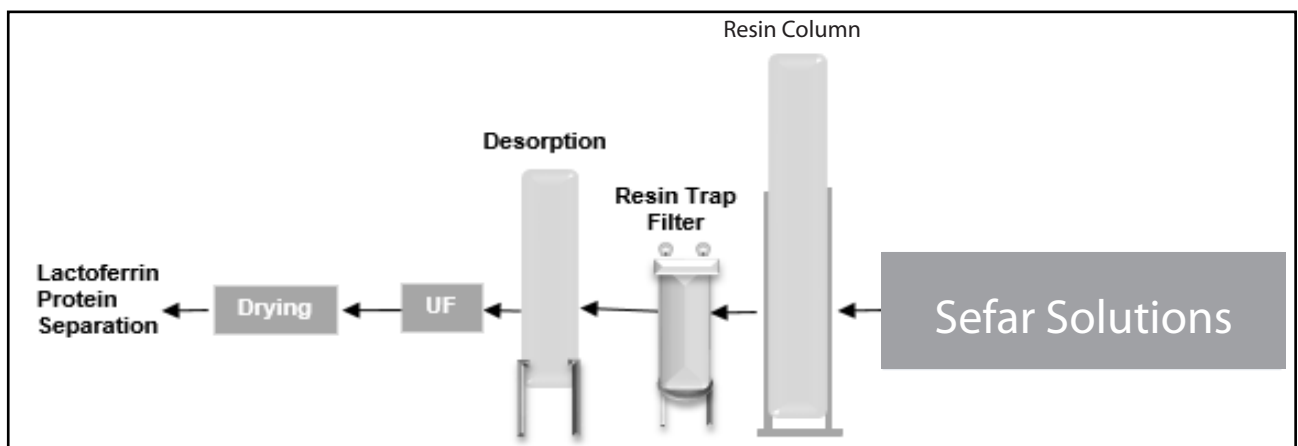 Resin Column
Desorption
Resin Trap
Filter
Lactoferrin
Protein
Separation
Drying
UF
Sefar Solutions